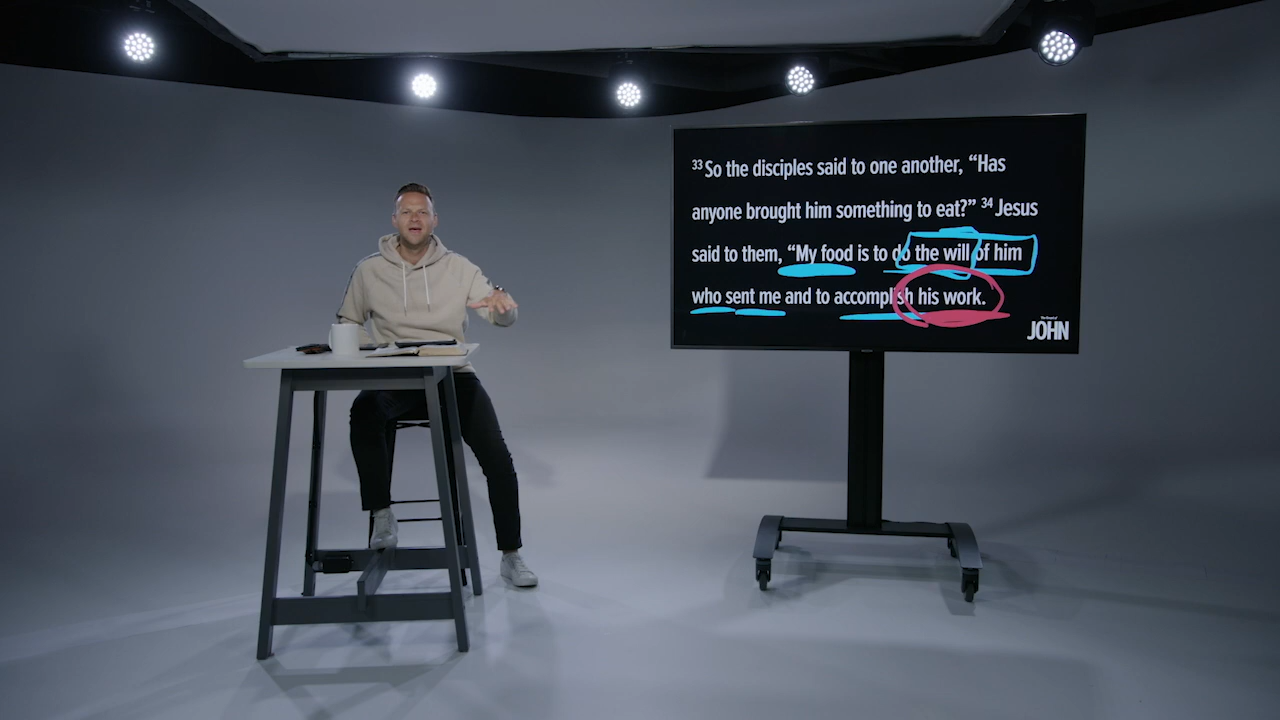 ³³ So the disciples said to one another, “Has
anyone brought him something to eat?” ³⁴ Jesus
said to them, “My food is to do the will of him
who sent me and to accomplish his work.
JOHN